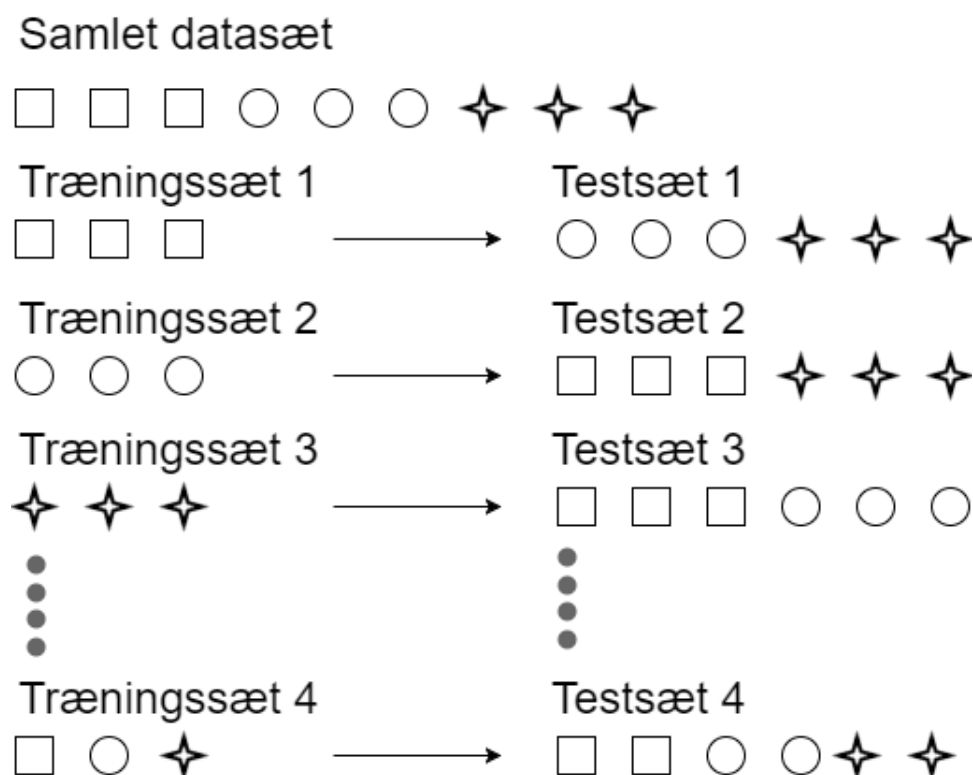 Samlet datasæt
Træningssæt 1
Testsæt 1
Træningssæt 2
Testsæt 2
Træningssæt 3
Testsæt 3
Træningssæt 4
Testsæt 4